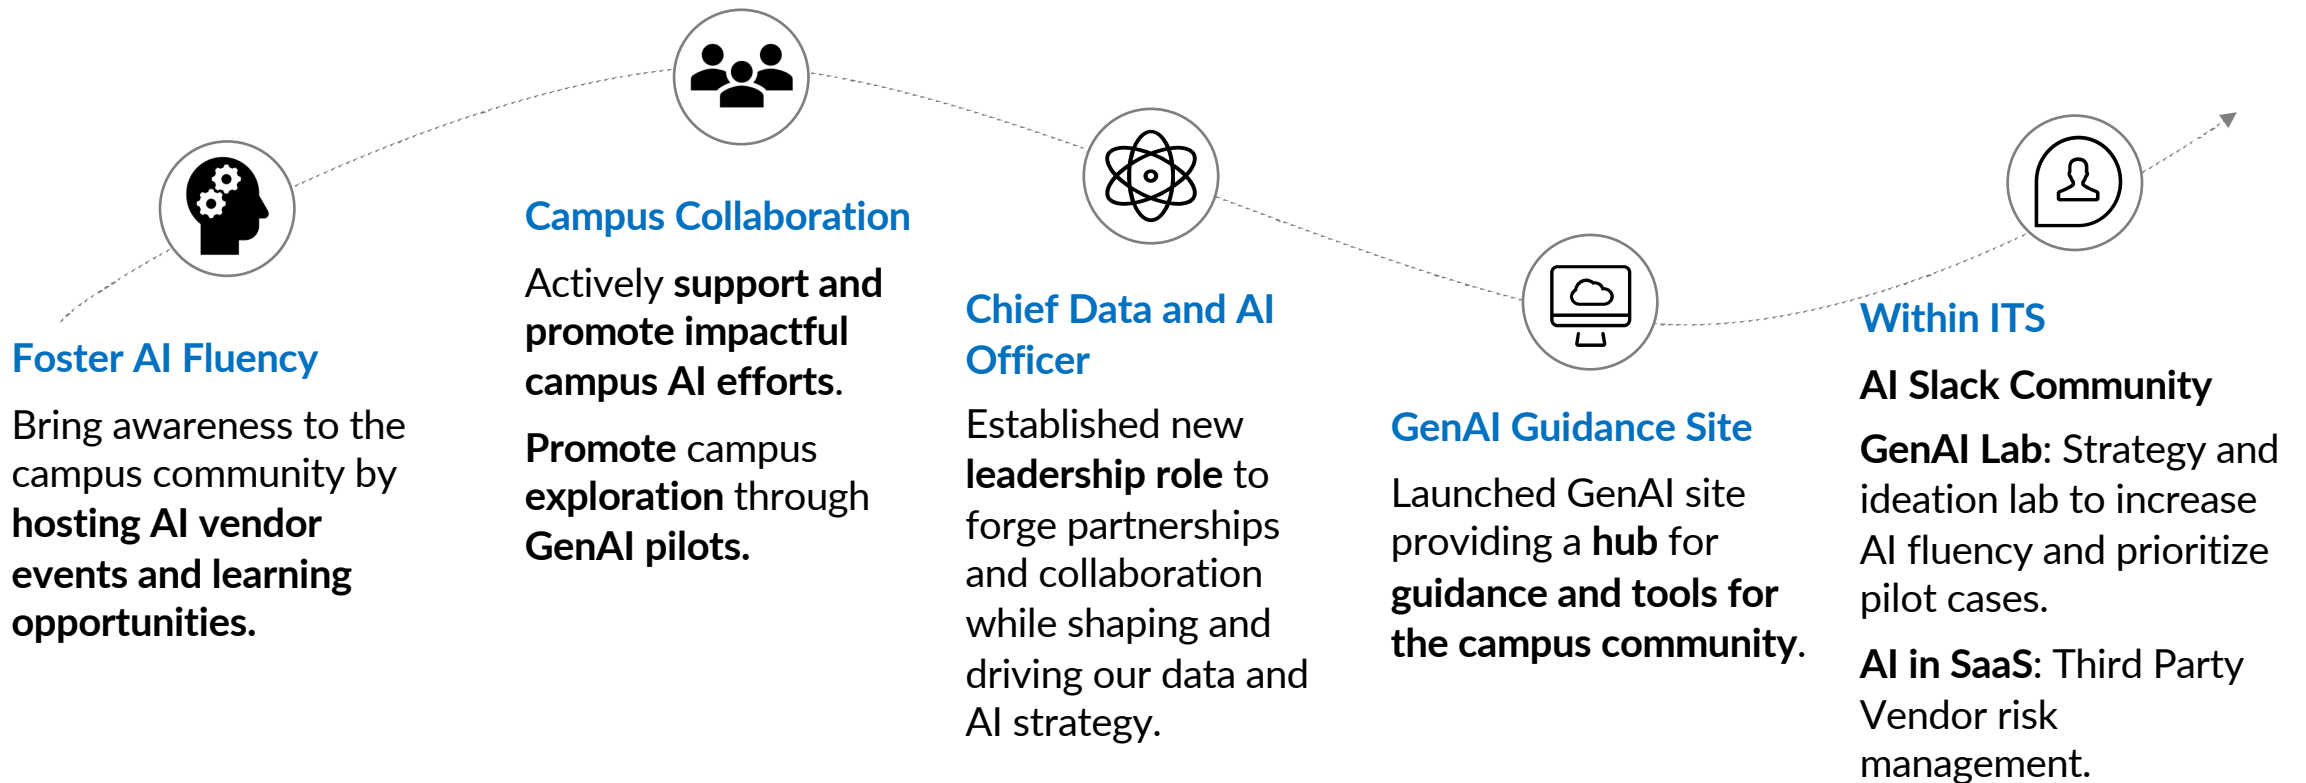 Foster AI Fluency
Bring awareness to the
campus community by
hosting AI vendor
events and learning
opportunities.
Campus Collaboration
Actively support and
promote impactful
campus AI efforts.
Promote campus
exploration through
GenAI pilots.
Chief Data and AI
Officer
Established new
leadership role to
forge partnerships
and collaboration
while shaping and
driving our data and
AI strategy.
GenAI Guidance Site
Launched GenAI site
providing a hub for
guidance and tools for
the campus community.
Within ITS
AI Slack Community
GenAI Lab: Strategy and
ideation lab to increase
AI fluency and prioritize
pilot cases.
AI in SaaS: Third Party
Vendor risk
management.